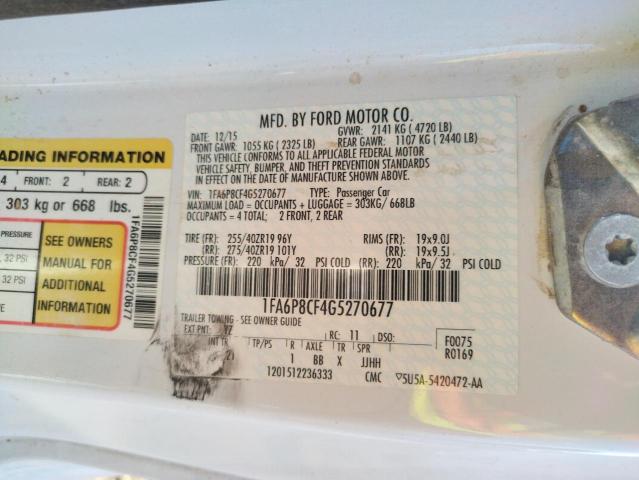 MFD. BY FORD MOTOR CO.
DATE: 12/15 GVWR: 2141 KG ( 4720 LB)
FRONT GAWR: 1055 KG ( 2325 LB) REAR GAWR: 1107 KG ( 2440 LB)
THIS VEHICLE CONFORMS TO ALL APPLICABLE FEDERAL MOTOR
VEHICLE SAFETY, BUMPER, AND THEFT PREVENTION STANDARDS
IN EFFECT ON THE DATE OF MANUFACTURE SHOWN ABOVE.
VIN: 1FA6P8CF4G5270677 TYPE: Passenger Car
MAXIMUM LOAD = OCCUPANTS + LUGGAGE = 303KG/ 668LB
OCCUPANTS = 4 TOTAL: 2 FRONT, 2 REAR
TIRE (FR): 255/40ZR19 96Y RIMS (FR): 19x9.0J
(RR): 275/40ZR19 101Y (RR): 19x9.5J
PRESSURE (FR): 220 kPa/ 32 PSI COLD (RR): 220 kPa/ 32 PSI COLD
1FA6P8CF4G5270677
TRAILER TOWING - SEE OWNER GUIDE
EXT PNT: YZ RC: 11 DSO:
INT TR TP/PS R AXLE TR SPR
1 BB X JJHH
F0075
R0169
1201512236333 CMC 5U5A-5420472-AA
ADING INFORMATION
4 FRONT: 2 REAR: 2
303 kg or 668 lbs.
PRESSURE
32 PSI
32 PSI
SEE OWNERS
MANUAL FOR
ADDITIONAL
INFORMATION
1FA6P8CF4G5270677